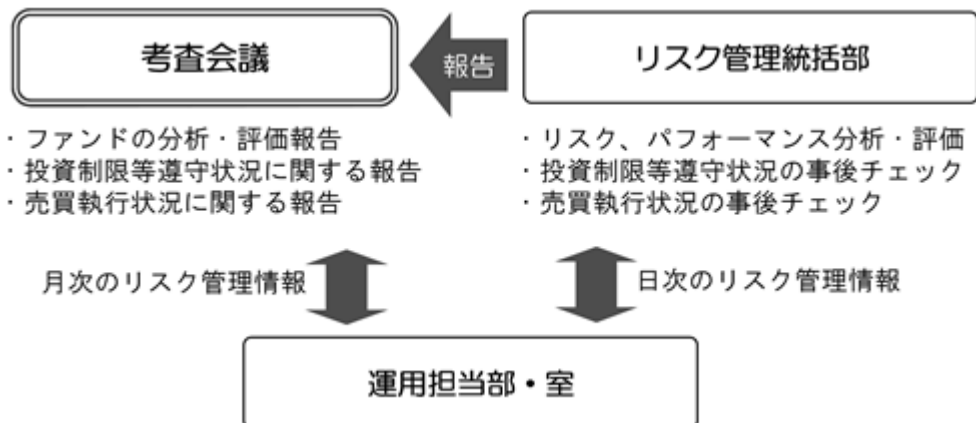 考査会議
報告
リスク管理統括部
・ファンドの分析・評価報告
・投資制限等遵守状況に関する報告
・売買執行状況に関する報告
・リスク、パフォーマンス分析・評価
・投資制限等遵守状況の事後チェック
・売買執行状況の事後チェック
月次のリスク管理情報
日次のリスク管理情報
運用担当部・室